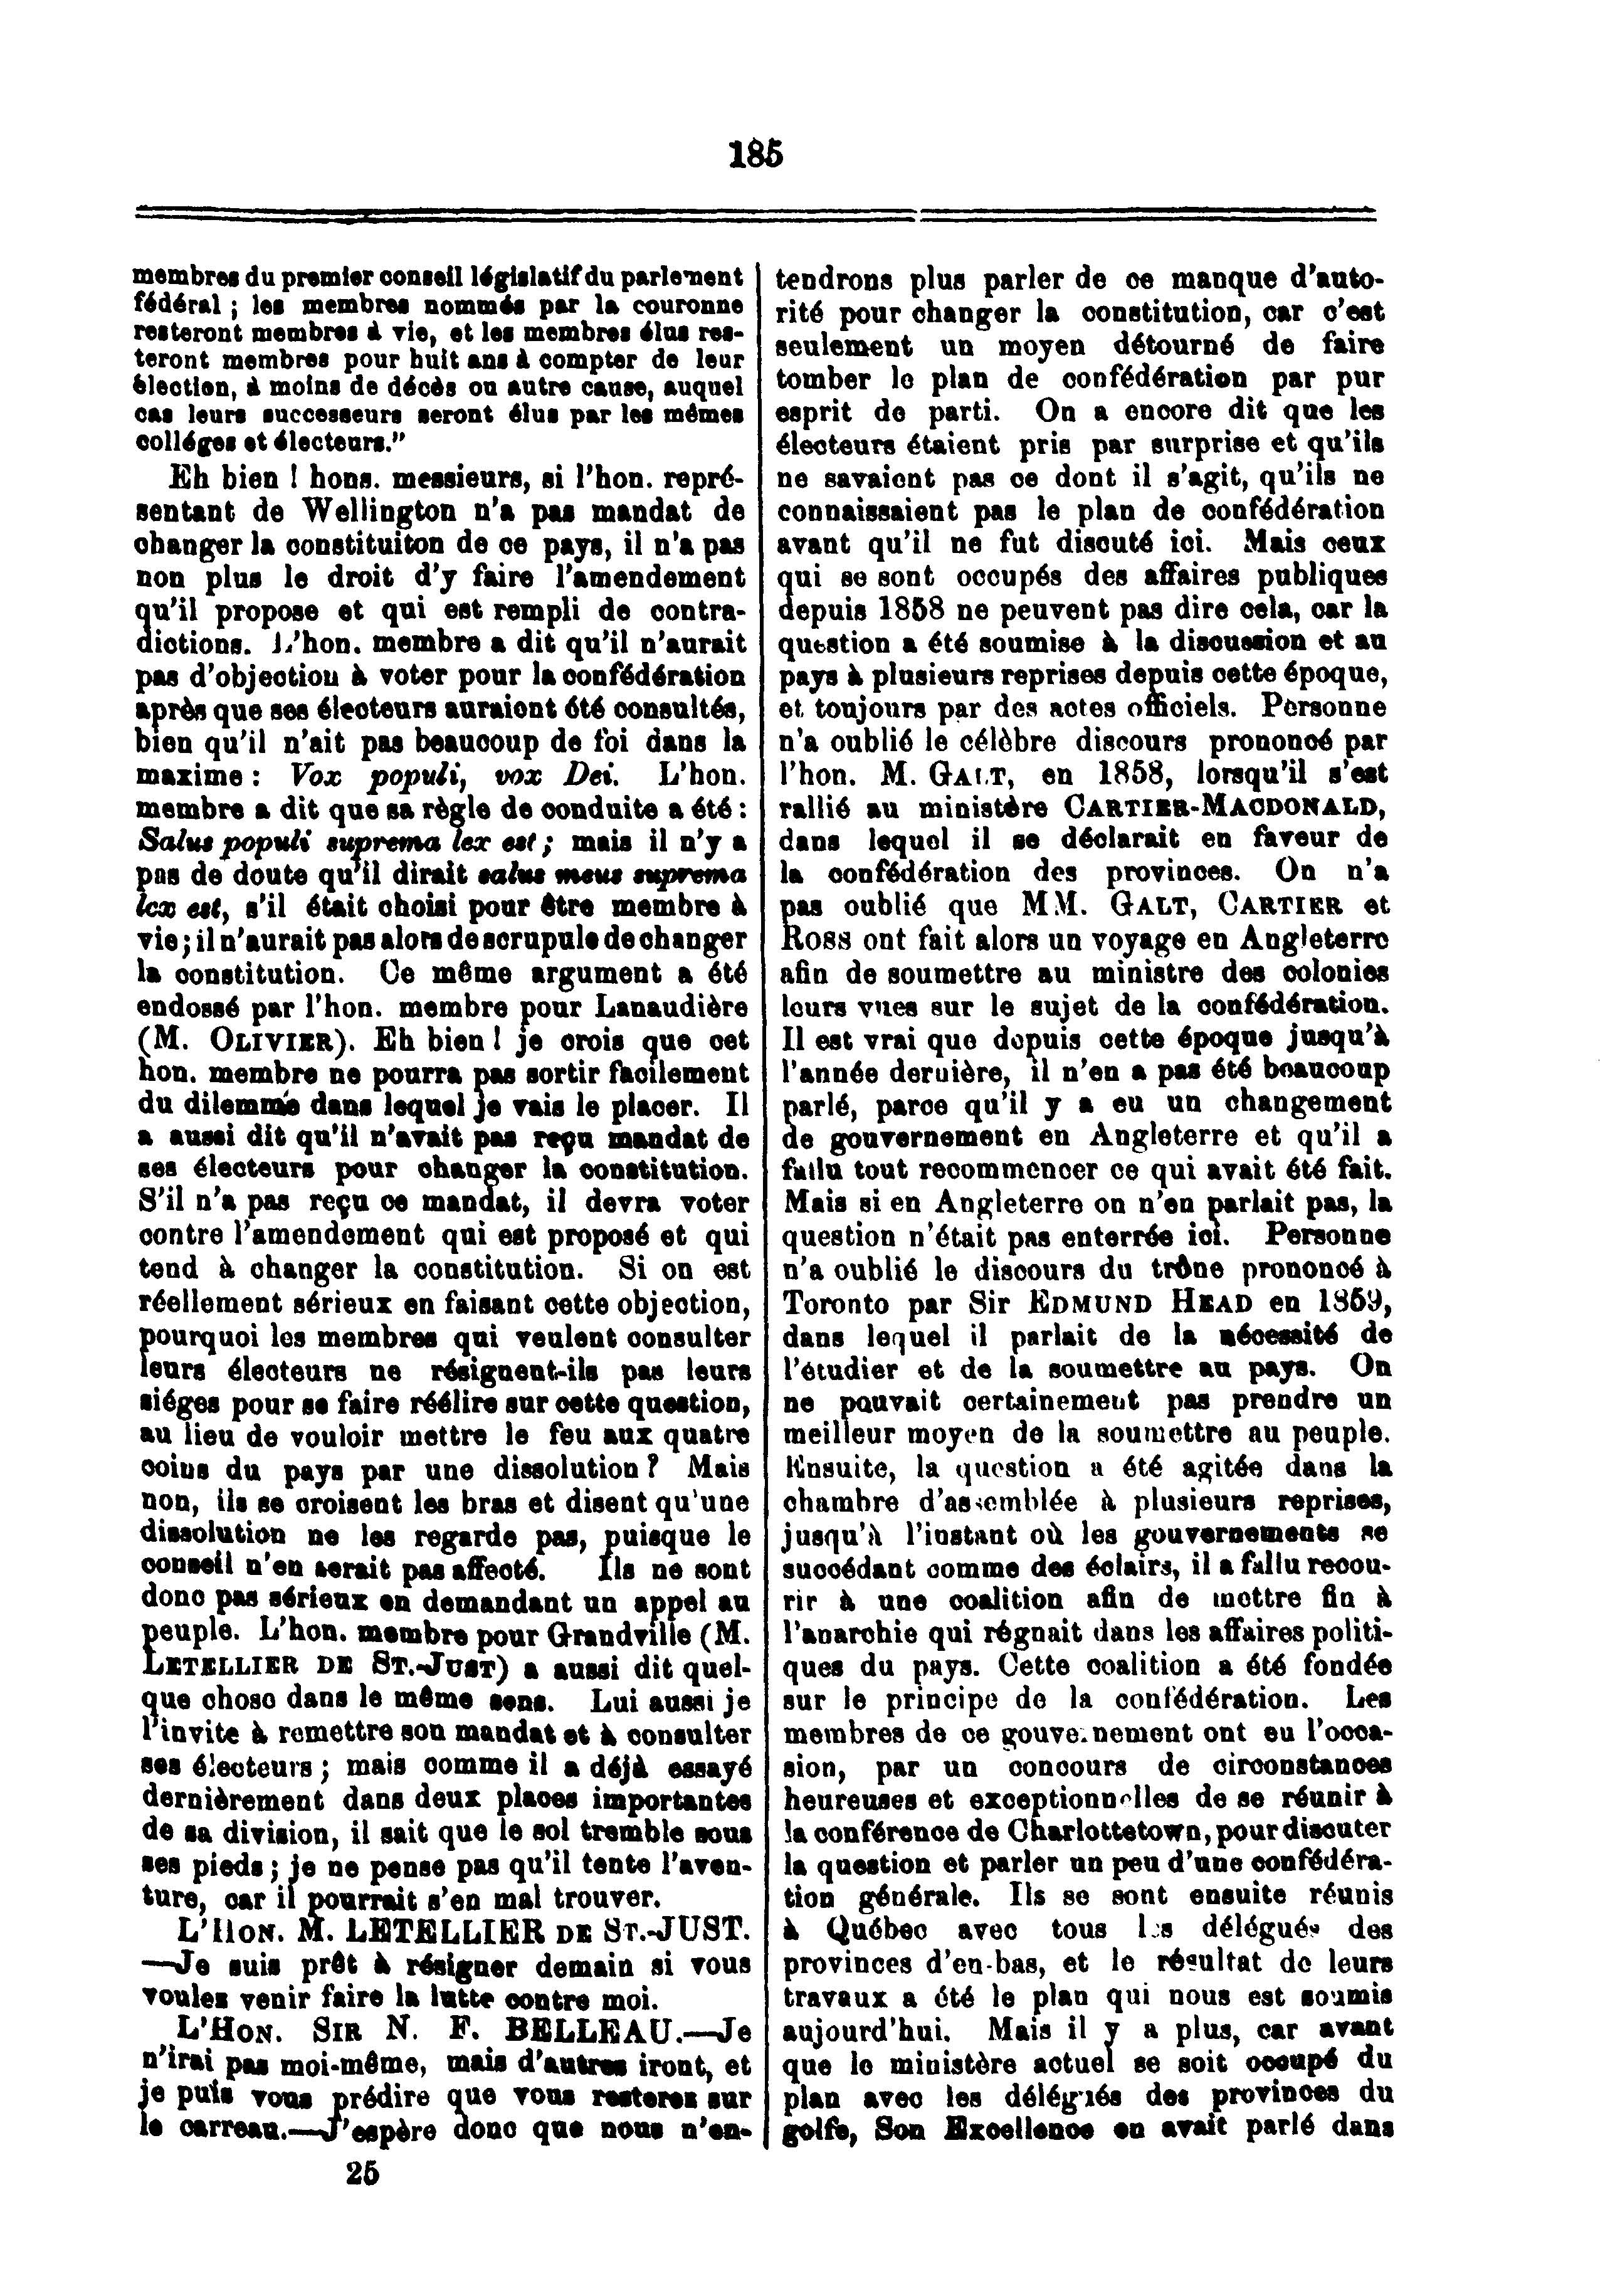 185
membres du premier conseil législatif du parlement
fédéral ; les membres nommés par la couronne
resteront membres à vie, et les membres élus res-
teront membres pour huit ans à compter de leur
élection, à moins de décès ou autre cause, auquel
cas leurs successeurs seront élus par les mêmes
colléges et électeurs."
Eh bien ! hons. messieurs, si l'hon. repré-
sentant de Wellington n'a pas mandat de
changer la constituiton de ce pays, il n'a pas
non plus le droit d'y faire l'amendement
qu'il propose et qui est rempli de contra-
dictions. L'hon. membre a dit qu'il n'aurait
pas d'objection à voter pour la confédération
après que ses électeurs auraient été consultés,
bien qu'il n'ait pas beaucoup de foi dans la
maxime : Vox populi, vox Dei. L'hon.
membre a dit que sa règle de conduite a été :
Salus populi suprema lex est ; mais il n'y a
pas de doute qu'il dirait salus meus suprema
lex est, s'il était choisi pour être membre à
vie ; il n'aurait pas alors de scrupule de changer
la constitution. Ce même argument a été
endossé par l'hon. membre pour Lanaudière
(M. OLIVIER). Eh bien ! je crois que cet
hon. membre ne pourra pas sortir facilement
du dilemme dans lequel je vais le placer. Il
a aussi dit qu'il n'avait pas reçu mandat de
ses électeurs pour changer la constitution.
S'il n'a pas reçu ce mandat, il devra voter
contre l'amendement qui est proposé et qui
tend à changer la constitution. Si on est
réellement sérieux en faisant cette objection,
pourquoi les membres qui veulent consulter
leurs électeurs ne résignent-ils pas leurs
siéges pour se faire réélire sur cette question,
au lieu de vouloir mettre le feu aux quatre
coins du pays par une dissolution ? Mais
non, ils se croisent les bras et disent qu'une
dissolution ne les regarde pas, puisque le
conseil n'en serait pas affecté. Ils ne sont
donc pas sérieux en demandant un appel au
peuple. L'hon. membre pour Grandville (M.
LETELLIER DE ST.-JUST) a aussi dit quel-
que chose dans le même sens. Lui aussi je
l'invite à remettre son mandat et à consulter
ses électeurs ; mais comme il a déjà essayé
dernièrement dans deux places importantes
de sa division, il sait que le sol tremble sous
ses pieds ; je ne pense pas qu'il tente l'aven-
ture, car il pourrait s'en mal trouver.
L'HON. M. LETELLIER DE ST.-JUST.
—Je suis prêt à résigner demain si vous
voulez venir faire la lutte contre moi.
L'HON. SIR N. F. BELLEAU.—Je
n'irai pas moi-même, mais d'autres iront, et
je puis vous prédire que vous resterez sur
le carreau.—J'espère donc que nous n'en-
25
tendrons plus parler de ce manque d'auto-
rité pour changer la constitution, car c'est
seulement un moyen détourné de faire
tomber le plan de confédération par pur
esprit de parti. On a encore dit que les
électeurs étaient pris par surprise et qu'ils
ne savaient pas ce dont il s'agit, qu'ils ne
connaissaient pas le plan de confédération
avant qu'il ne fut discuté ici. Mais ceux
qui se sont occupés des affaires publiques
depuis 1858 ne peuvent pas dire cela, car la
question a été soumise à la discussion et au
pays à plusieurs reprises depuis cette époque,
et toujours par des actes officiels. Personne
n'a oublié le célèbre discours prononcé par
l'hon. M. GALT, en 1858, lorsqu'il s'est
rallié au ministère CARTIER-MACDONALD,
dans lequel il se déclarait en faveur de
la confédération des provinces. On n'a
pas oublié que MM. GALT, CARTIER et
ROSS ont fait alors un voyage en Angleterre
afin de soumettre au ministre des colonies
leurs vues sur le sujet de la confédération.
Il est vrai que depuis cette époque jusqu'à
l'année dernière, il n'en a pas été beaucoup
parlé, parce qu'il y a eu un changement
de gouvernement en Angleterre et qu'il a
fallu tout recommencer ce qui avait été fait.
Mais si en Angleterre on n'en parlait pas, la
question n'était pas enterrée ici. Personne
n'a oublié le discours du trône prononcé à
Toronto par Sir EDMUND HEAD en 1859,
dans lequel il parlait de la nécessité de
l'étudier et de la soumettre au pays. On
ne pouvait certainement pas prendre un
meilleur moyen de la soumettre au peuple.
Ensuite, la question a été agitée dans la
chambre d'assemblée à plusieurs reprises,
jusqu'à l'instant où les gouvernements se
succédant comme des éclairs, il a fallu recou-
rir à une coalition afin de mettre fin à
l'anarchie qui régnait dans les affaires politi-
ques du pays. Cette coalition a été fondée
sur le principe de la confédération. Les
membres de ce gouvernement ont eu l'occa-
sion, par un concours de circonstances
heureuses et exceptionnelles de se réunir à
la conférence de Charlottetown, pour discuter
la question et parler un peu d'une confédéra-
tion générale. Ils se sont ensuite réunis
à Québec avec tous les délégués des
provinces d'en-bas, et le résultat de leurs
travaux a été le plan qui nous est soumis
aujourd'hui. Mais il y a plus, car avant
que le ministère actuel se soit occupé du
plan avec les délégués des provinces du
golfe, Son Excellence en avait parlé dans